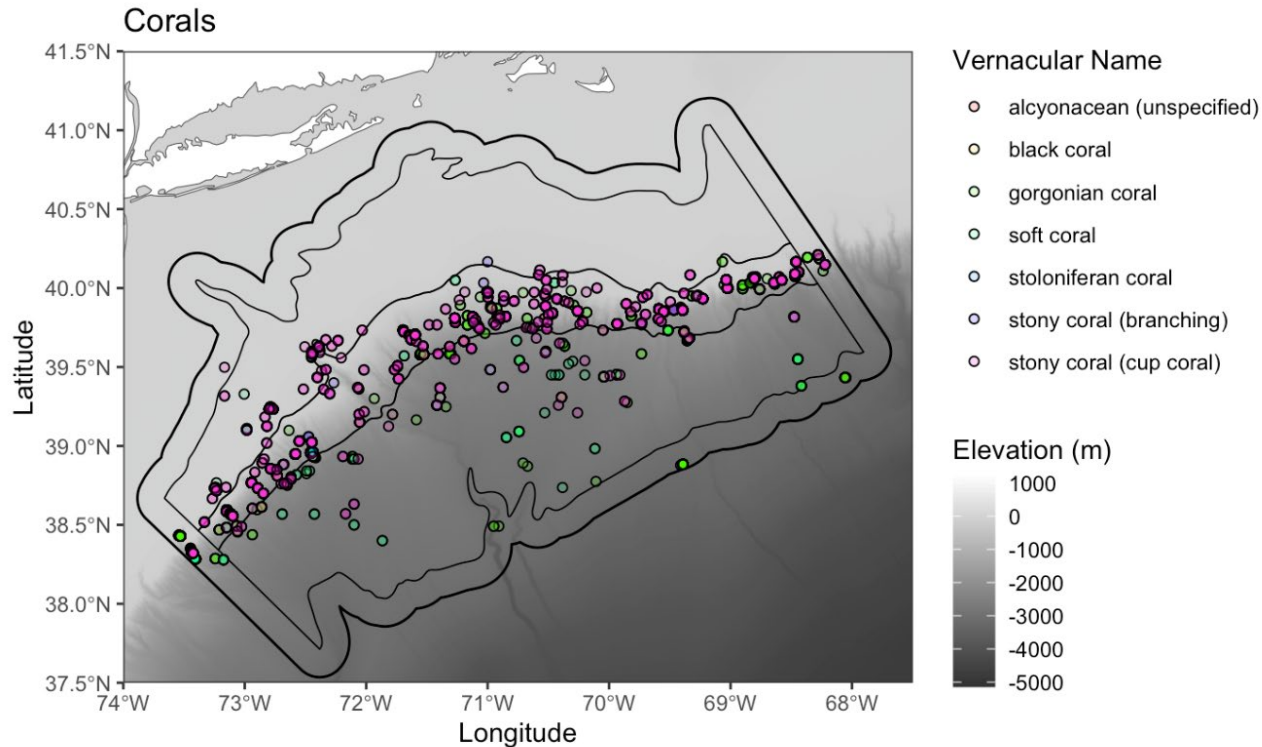 Corals
41.5°N
41.0°N
40.5°N
40.0°N
39.5°N
39.0°N
38.5°N
38.0°N
37.5°N
Latitude
74°W
73°W
72°W
71°W
70°W
69°W
68°W
Longitude
Vernacular Name
alcyonacean (unspecified)
black coral
gorgonian coral
soft coral
stoloniferan coral
stony coral (branching)
stony coral (cup coral)
Elevation (m)
1000
0
-1000
-2000
-3000
-4000
-5000